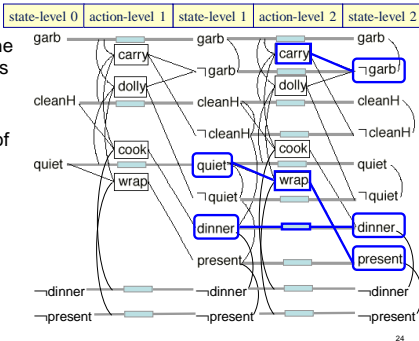 state-level 0 action-level 1 state-level 1 action-level 2 state-level 2
ne
garb garb garb
carry carry
s
¬garb ¬garb
dolly dolly
cleanH cleanH cleanH
¬cleanH ¬cleanH
of
cook cook
quiet quiet quiet
wrap wrap
¬quiet ¬quiet
dinner dinner
present present
¬dinner ¬dinner ¬dinner
¬present ¬present ¬present
24